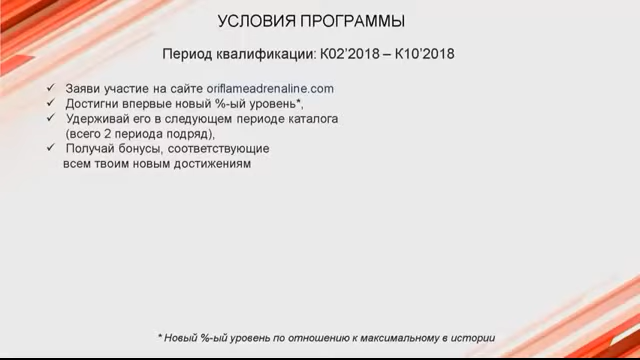 УСЛОВИЯ ПРОГРАММЫ
Период квалификации: К02’2018 – К10’2018
✓ Заяви участие на сайте oriflameadrenaline.com
✓ Достигни впервые новый %-ый уровень*,
✓ Удерживай его в следующем периоде каталога
(всего 2 периода подряд),
✓ Получай бонусы, соответствующие
всем твоим новым достижениям
* Новый %-ый уровень по отношению к максимальному в истории